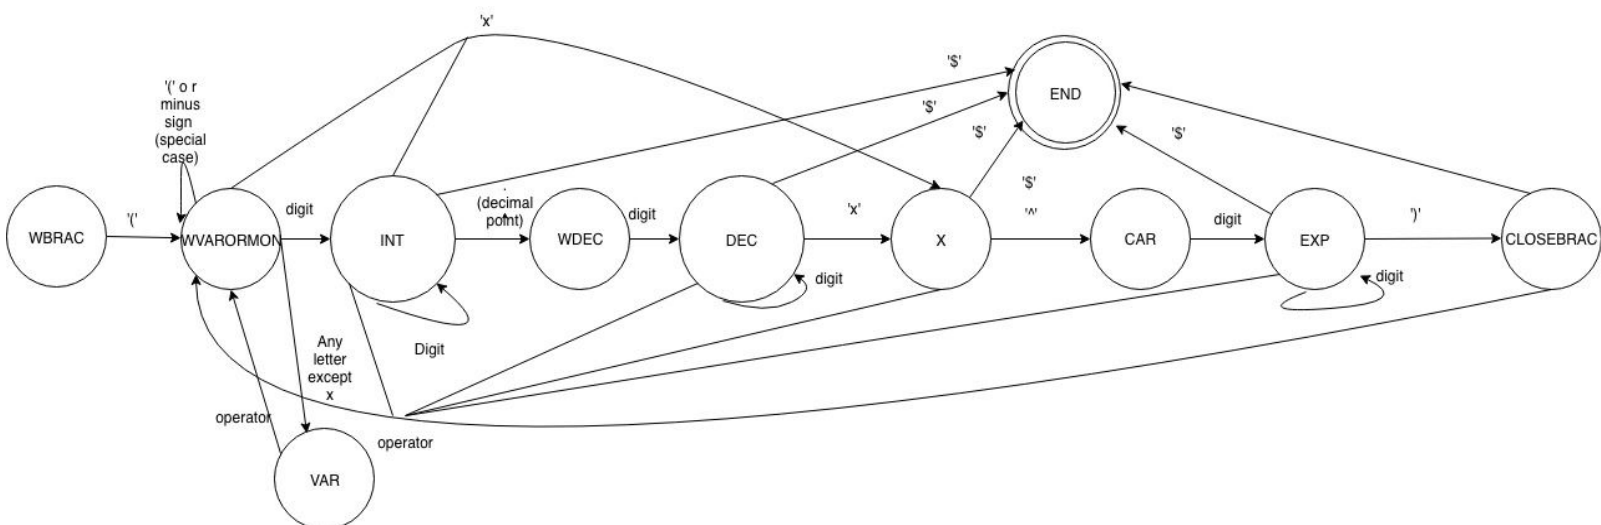 'x'
'$'
'(' o r
minus
sign
(special
case)
'$'
END
'$'
'$'
'$'
WBRAC
'('
WVARORMON
digit
INT
.
(decimal
point)
WDEC
digit
DEC
'x'
X
'^'
CAR
digit
EXP
')'
CLOSEBRAC
digit
digit
Digit
Any
letter
except
x
operator
operator
VAR